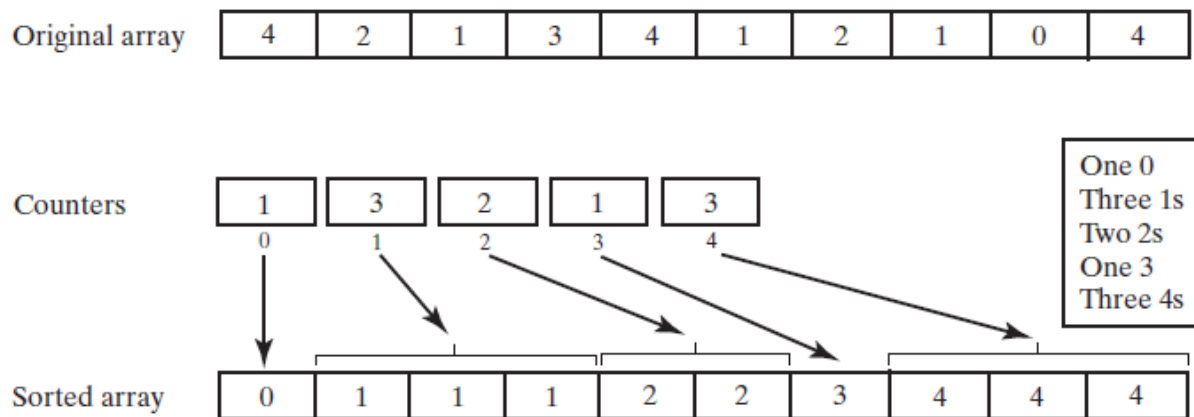 Original array 4 2 1 3 4 1 2 1 0 4
One 0
Three 1s
Two 2s
One 3
Three 4s
Counters 1 3 2 1 3
0 1 2 3 4
Sorted array 0 1 1 1 2 2 3 4 4 4